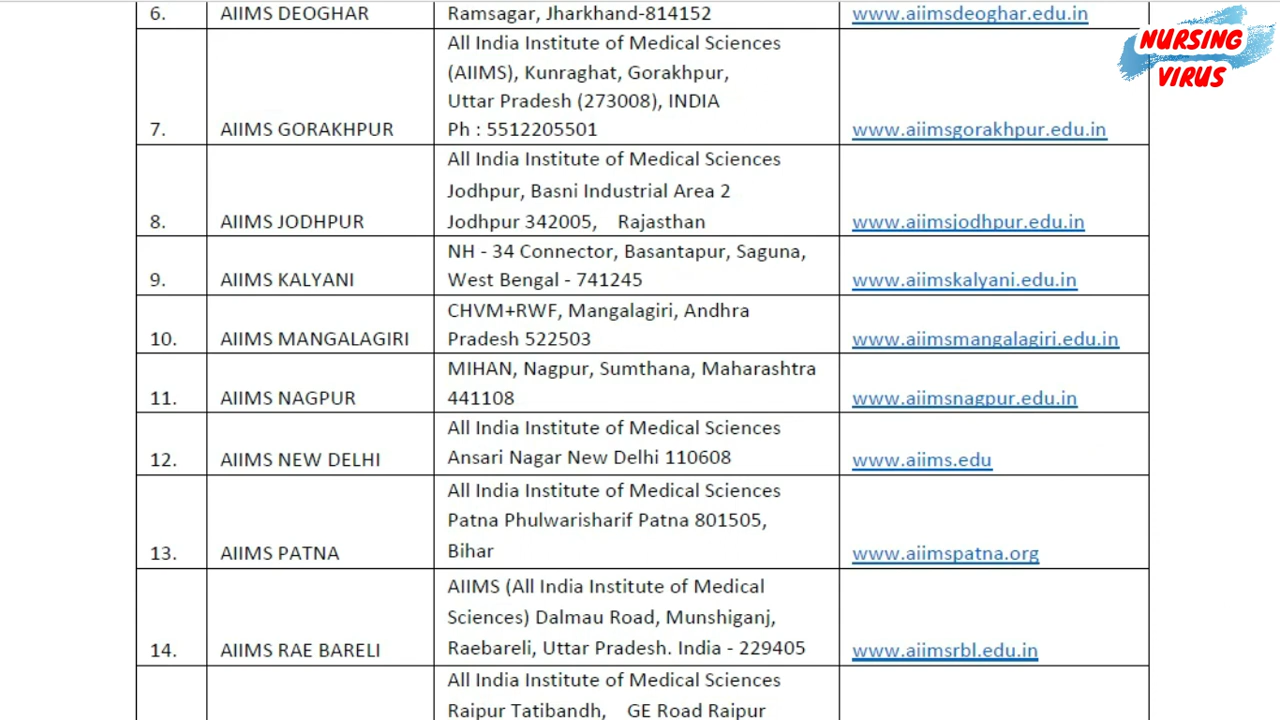 6.
AIIMS DEOGHAR
Ramsagar, Jharkhand-814152
www.aiimsdeoghar.edu.in
NURSING
VIRUS
7.
AIIMS GORAKHPUR
All India Institute of Medical Sciences
(AIIMS), Kunraghat, Gorakhpur,
Uttar Pradesh (273008), INDIA
Ph : 5512205501
www.aiimsgorakhpur.edu.in
8.
AIIMS JODHPUR
All India Institute of Medical Sciences
Jodhpur, Basni Industrial Area 2
Jodhpur 342005, Rajasthan
www.aiimsjodhpur.edu.in
9.
AIIMS KALYANI
NH - 34 Connector, Basantapur, Saguna,
West Bengal - 741245
www.aiimskalyani.edu.in
10.
AIIMS MANGALAGIRI
CHVM+RWF, Mangalagiri, Andhra
Pradesh 522503
www.aiimsmangalagiri.edu.in
11.
AIIMS NAGPUR
MIHAN, Nagpur, Sumthana, Maharashtra
441108
www.aiimsnagpur.edu.in
12.
AIIMS NEW DELHI
All India Institute of Medical Sciences
Ansari Nagar New Delhi 110608
www.aiims.edu
13.
AIIMS PATNA
All India Institute of Medical Sciences
Patna Phulwarisharif Patna 801505,
Bihar
www.aiimspatna.org
14.
AIIMS RAE BARELI
AIIMS (All India Institute of Medical
Sciences) Dalmau Road, Munshiganj,
Raebareli, Uttar Pradesh. India - 229405
www.aiimsrbl.edu.in
All India Institute of Medical Sciences
Raipur Tatibandh, GE Road Raipur